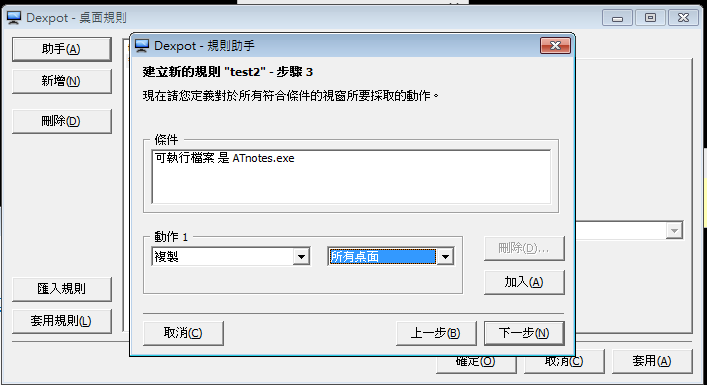 Dexpot - 桌面規則
助手(A)
新增(N)
刪除(D)
匯入規則
套用規則(L)
Dexpot - 規則助手
建立新的規則 "test2" - 步驟 3
現在請您定義對於所有符合條件的視窗所要採取的動作。
條件
可執行檔案 是 ATnotes.exe
動作 1
複製
所有桌面
刪除(D)...
加入(A)
取消(C)
上一步(B)
下一步(N)
確定(O)
取消(C)
套用(A)